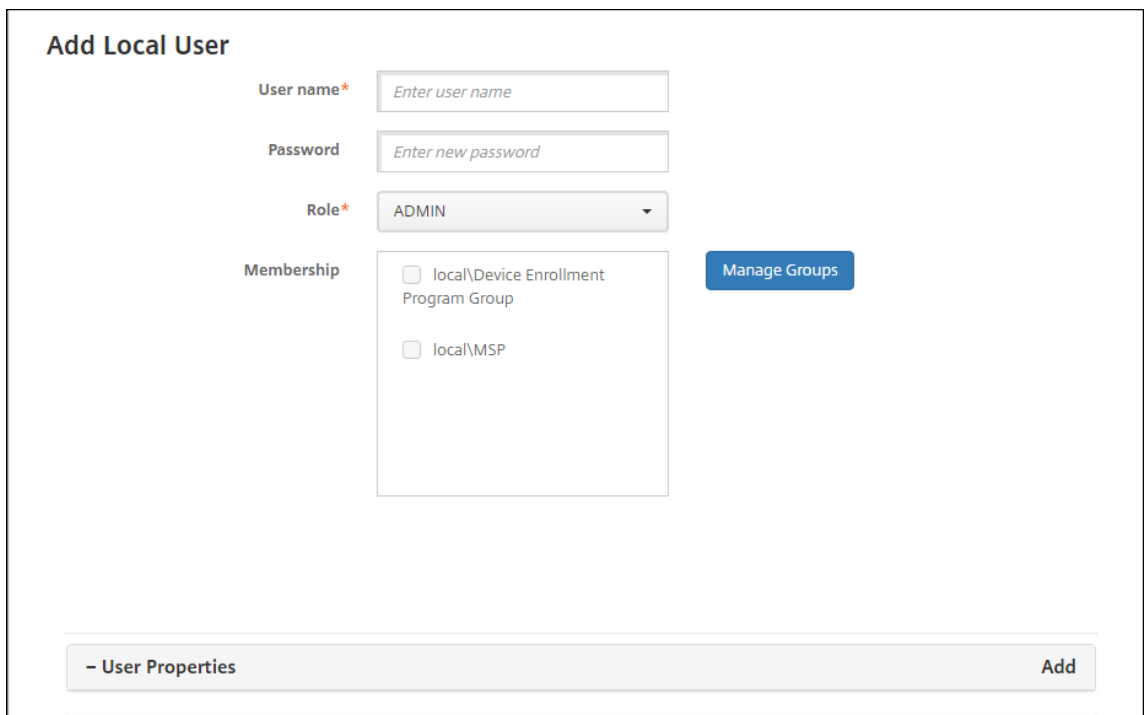 Add Local User
User name*
Enter user name
Password
Enter new password
Role*
ADMIN
Membership
local\Device Enrollment
Program Group
local\MSP
Manage Groups
– User Properties
Add